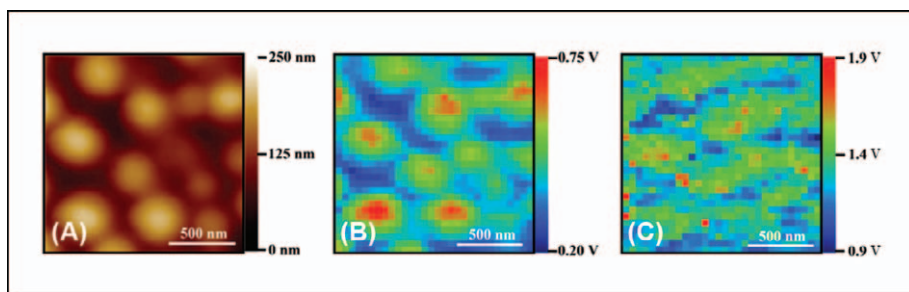 250 nm
125 nm
0 nm
(A)
500 nm
0.75 V
0.20 V
(B)
500 nm
1.9 V
1.4 V
0.9 V
(C)
500 nm